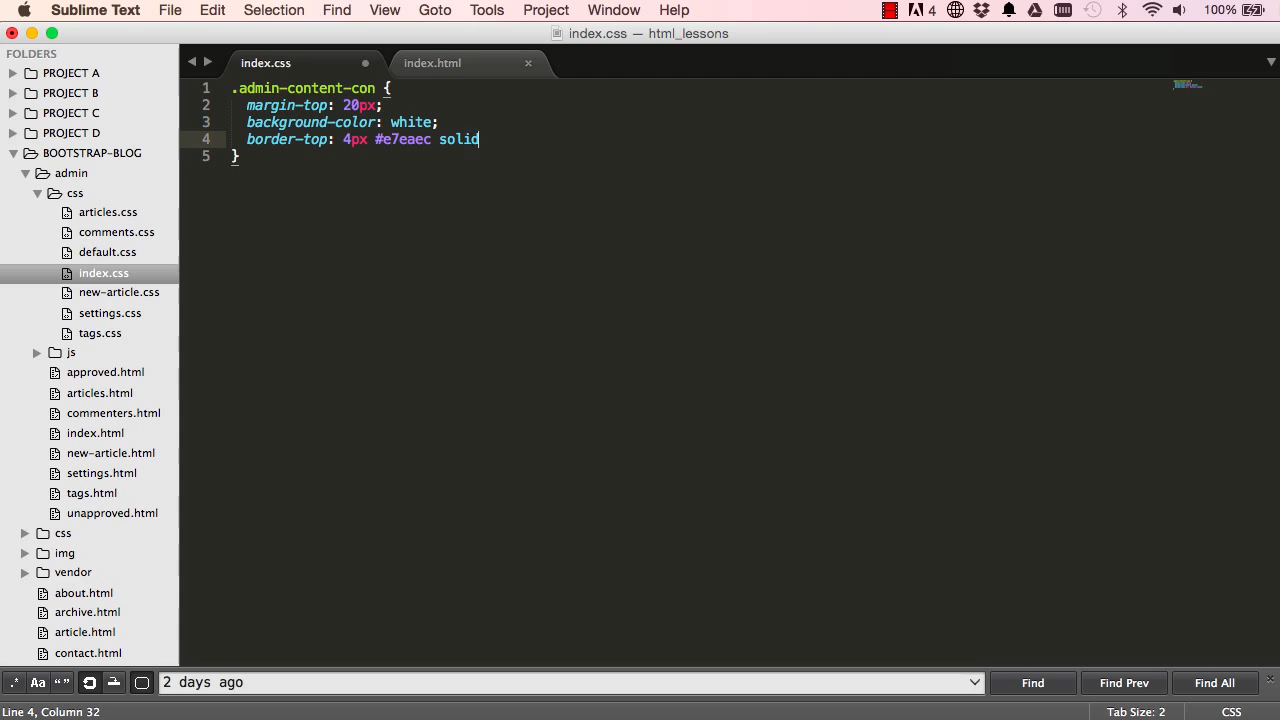 Sublime Text File Edit Selection Find View Goto Tools Project Window Help 4 100%
index.css — html_lessons
FOLDERS
PROJECT A
PROJECT B
PROJECT C
PROJECT D
BOOTSTRAP-BLOG
admin
css
articles.css
comments.css
default.css
index.css
new-article.css
settings.css
tags.css
js
approved.html
articles.html
commenters.html
index.html
new-article.html
settings.html
tags.html
unapproved.html
css
img
vendor
about.html
archive.html
article.html
contact.html
index.css index.html
1 .admin-content-con {
2 margin-top: 20px;
3 background-color: white;
4 border-top: 4px #e7eaec solid
5 }
.* Aa “ ” 2 days ago Find Find Prev Find All
Line 4, Column 32 Tab Size: 2 CSS